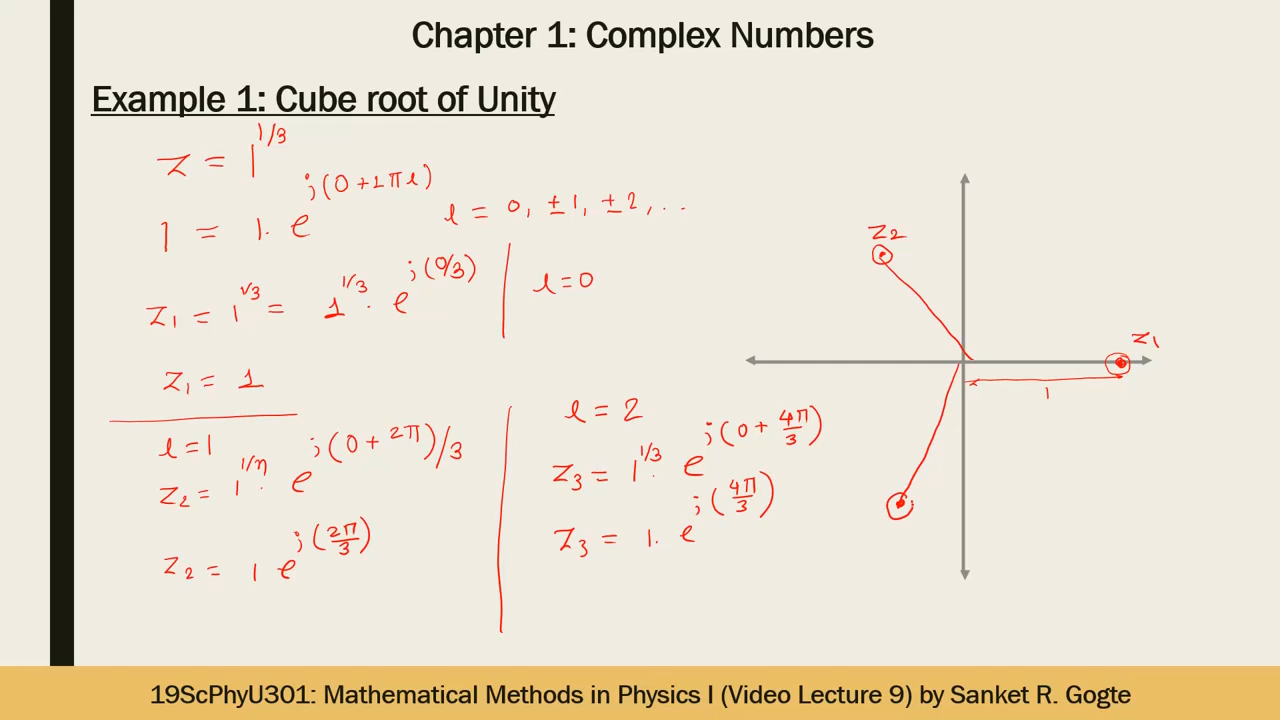 Chapter 1: Complex Numbers
Example 1: Cube root of Unity
z = 1^(1/3)
1 = 1. e^(j(0+2πl)) l = 0, ±1, ±2, ..
z₁ = 1^(1/3) = 1^(1/3) . e^(j(0/3)) l=0
z₁ = 1
l=1
z₂ = 1^(1/n) . e^(j(0+2π)/3)
z₂ = 1 e^(j(2π/3))
l = 2
z₃ = 1^(1/3) . e^(j(0+4π/3))
z₃ = 1. e^(j(4π/3))
z₂
z₁
1
19ScPhyU301: Mathematical Methods in Physics I (Video Lecture 9) by Sanket R. Gogte